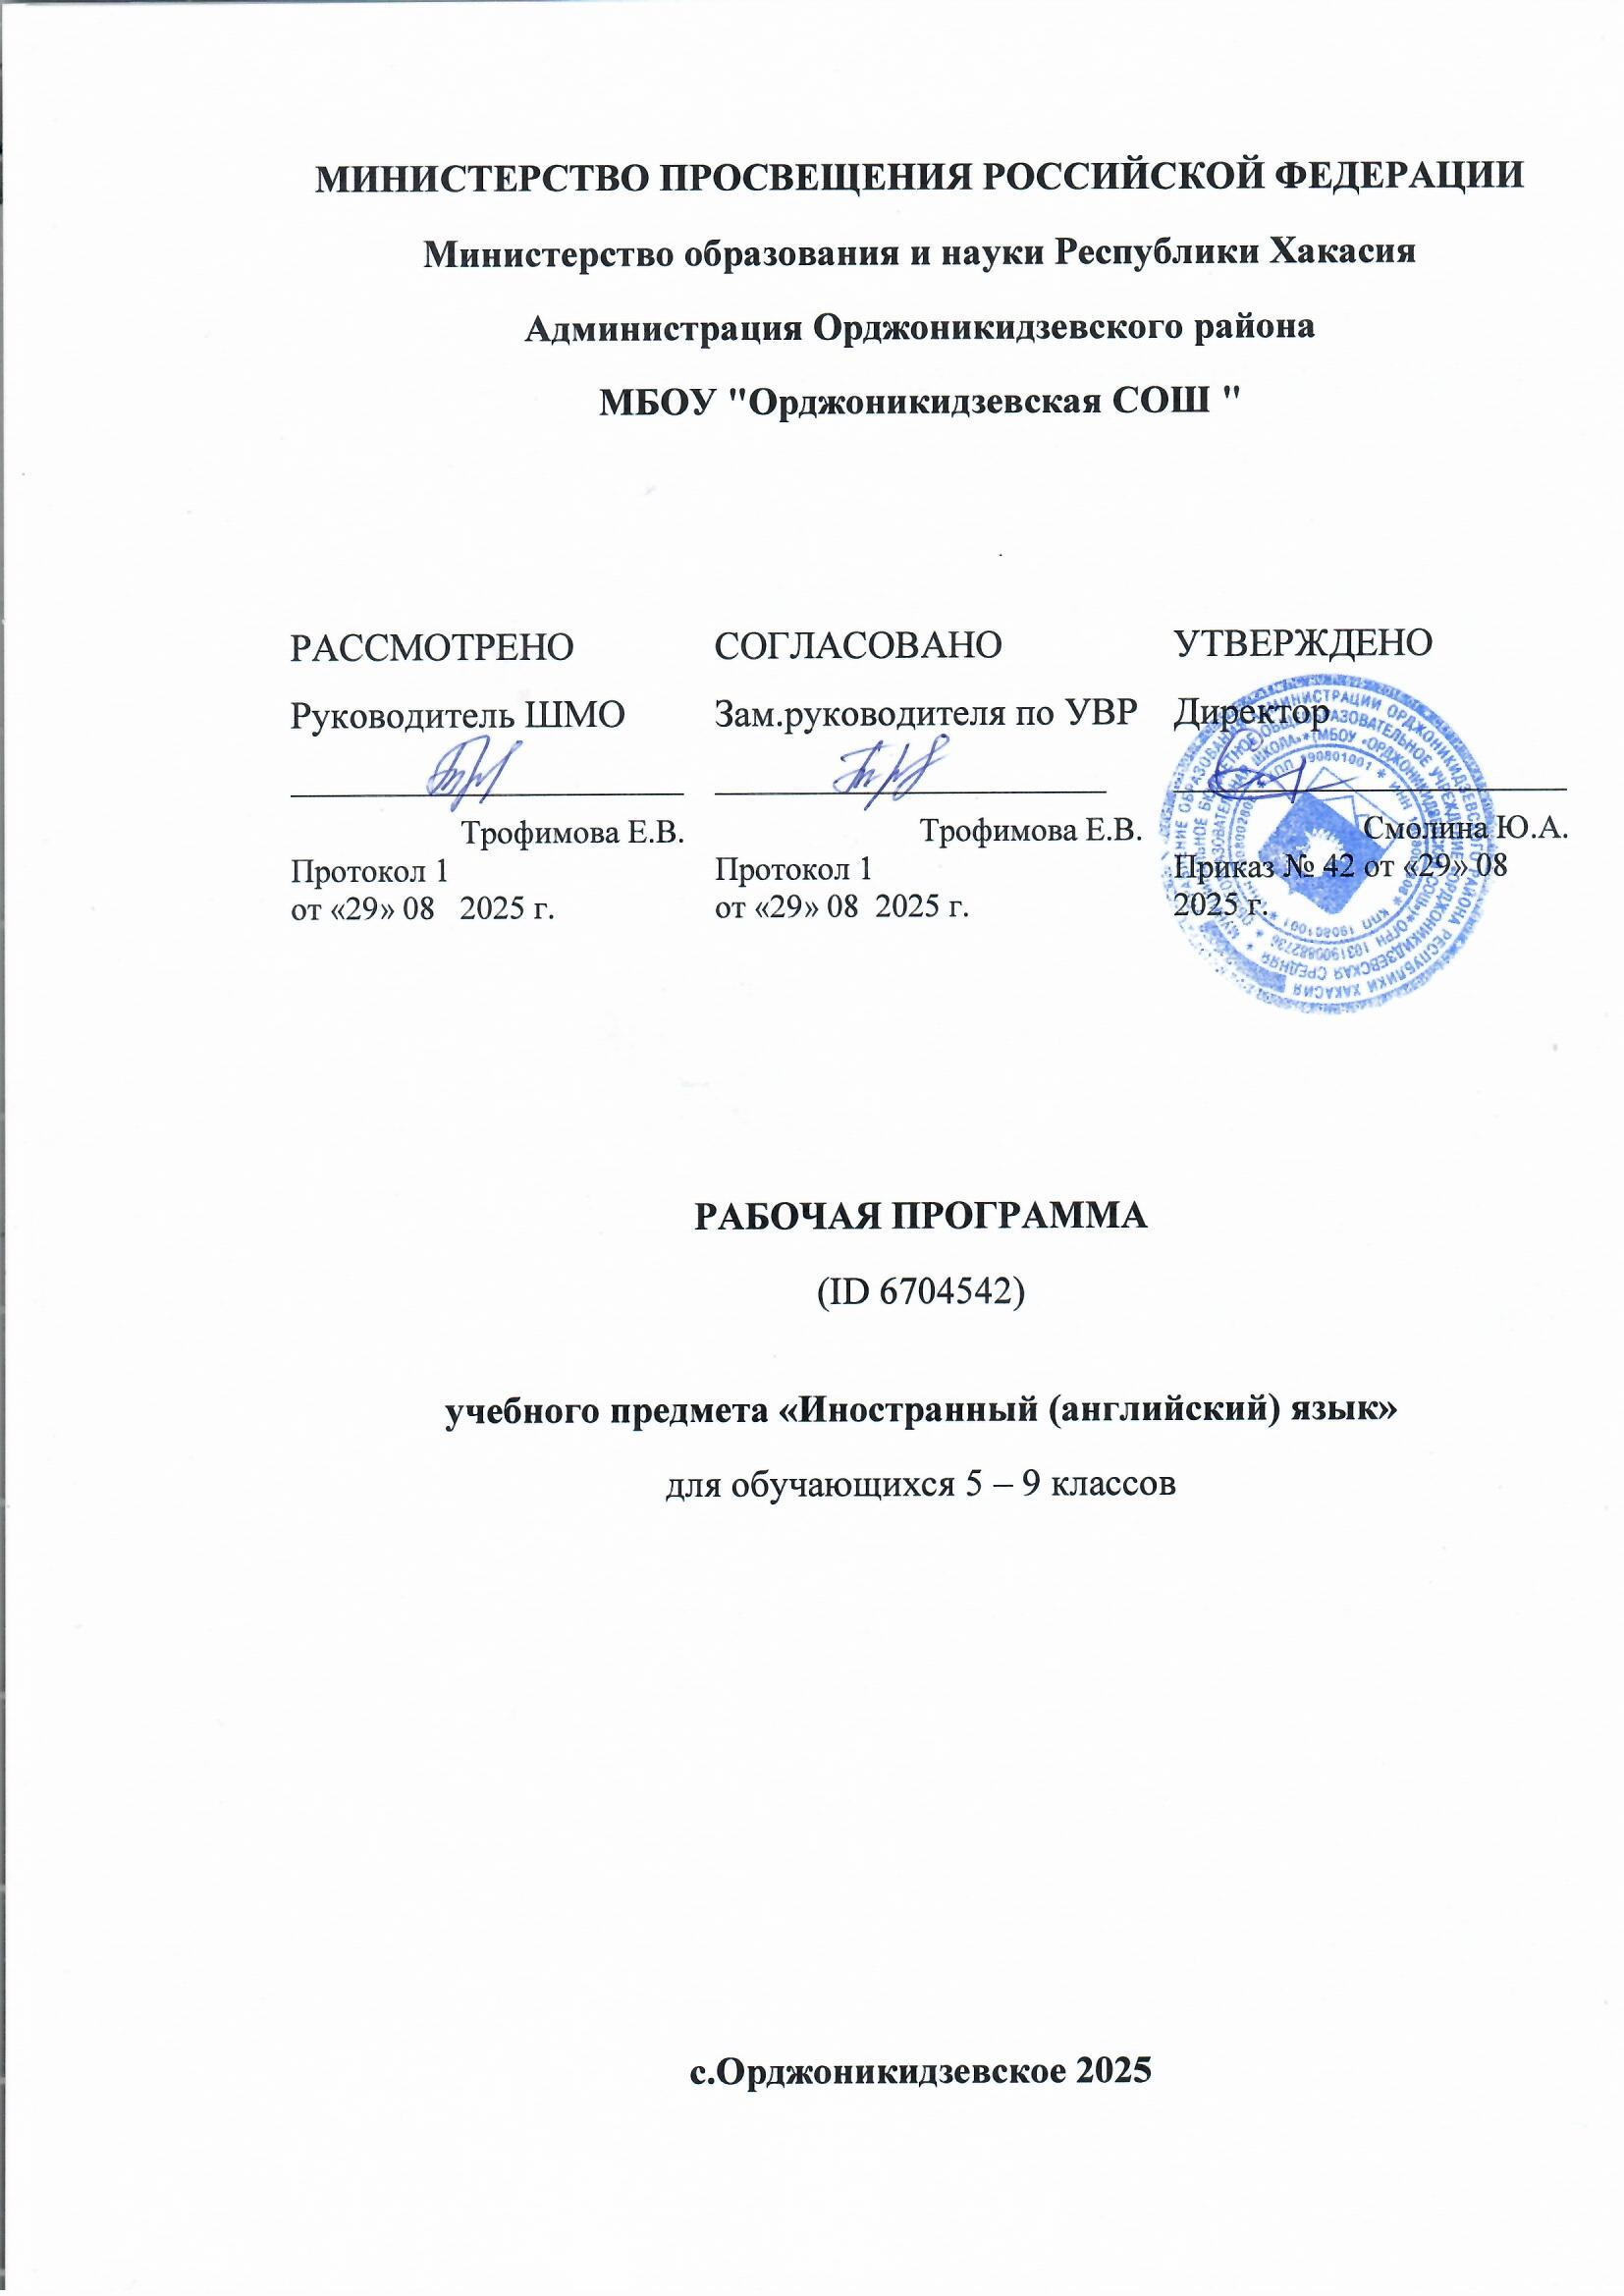 МИНИСТЕРСТВО ПРОСВЕЩЕНИЯ РОССИЙСКОЙ ФЕДЕРАЦИИ
Министерство образования и науки Республики Хакасия
Администрация Орджоникидзевского района
МБОУ "Орджоникидзевская СОШ "
РАССМОТРЕНО
Руководитель ШМО
Трофимова Е.В.
Протокол 1
от «29» 08 2025 г.
СОГЛАСОВАНО
Зам.руководителя по УВР
Трофимова Е.В.
Протокол 1
от «29» 08 2025 г.
УТВЕРЖДЕНО
Директор
Смолина Ю.А.
Приказ № 42 от «29» 08
2025 г.
РАБОЧАЯ ПРОГРАММА
(ID 6704542)
учебного предмета «Иностранный (английский) язык»
для обучающихся 5 – 9 классов
с.Орджоникидзевское 2025